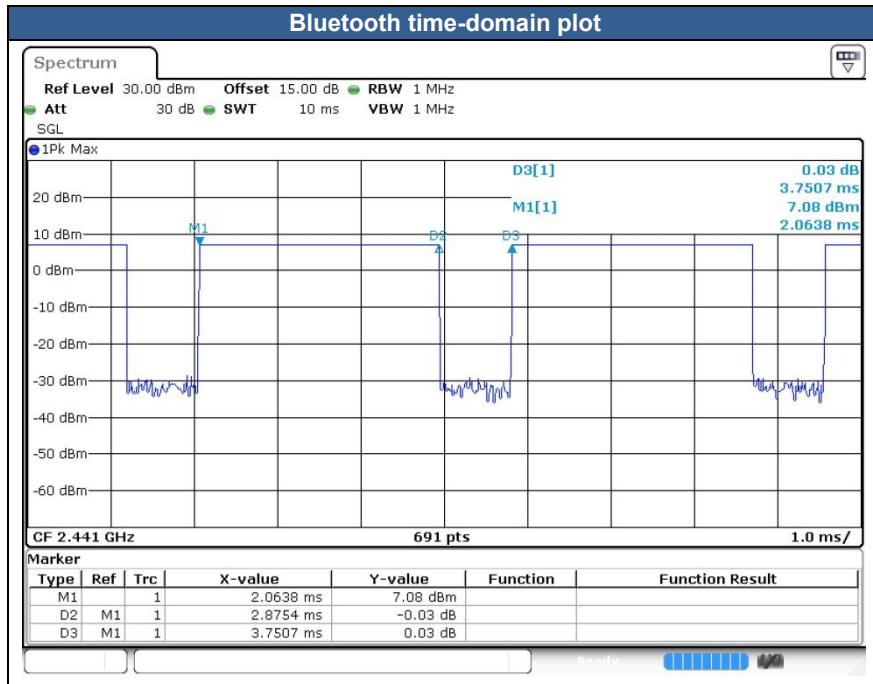 Bluetooth time-domain plot
Spectrum
Ref Level 30.00 dBm Offset 15.00 dB RBW 1 MHz
Att 30 dB SWT 10 ms VBW 1 MHz
SGL
1Pk Max
D3[1] 0.03 dB
3.7507 ms
M1[1] 7.08 dBm
2.0638 ms
20 dBm
M1
D2
D3
10 dBm
0 dBm
-10 dBm
-20 dBm
-30 dBm
-40 dBm
-50 dBm
-60 dBm
CF 2.441 GHz 691 pts 1.0 ms/
Marker
Type Ref Trc X-value Y-value Function Function Result
M1 1 2.0638 ms 7.08 dBm
D2 M1 1 2.8754 ms -0.03 dB
D3 M1 1 3.7507 ms 0.03 dB
Ready